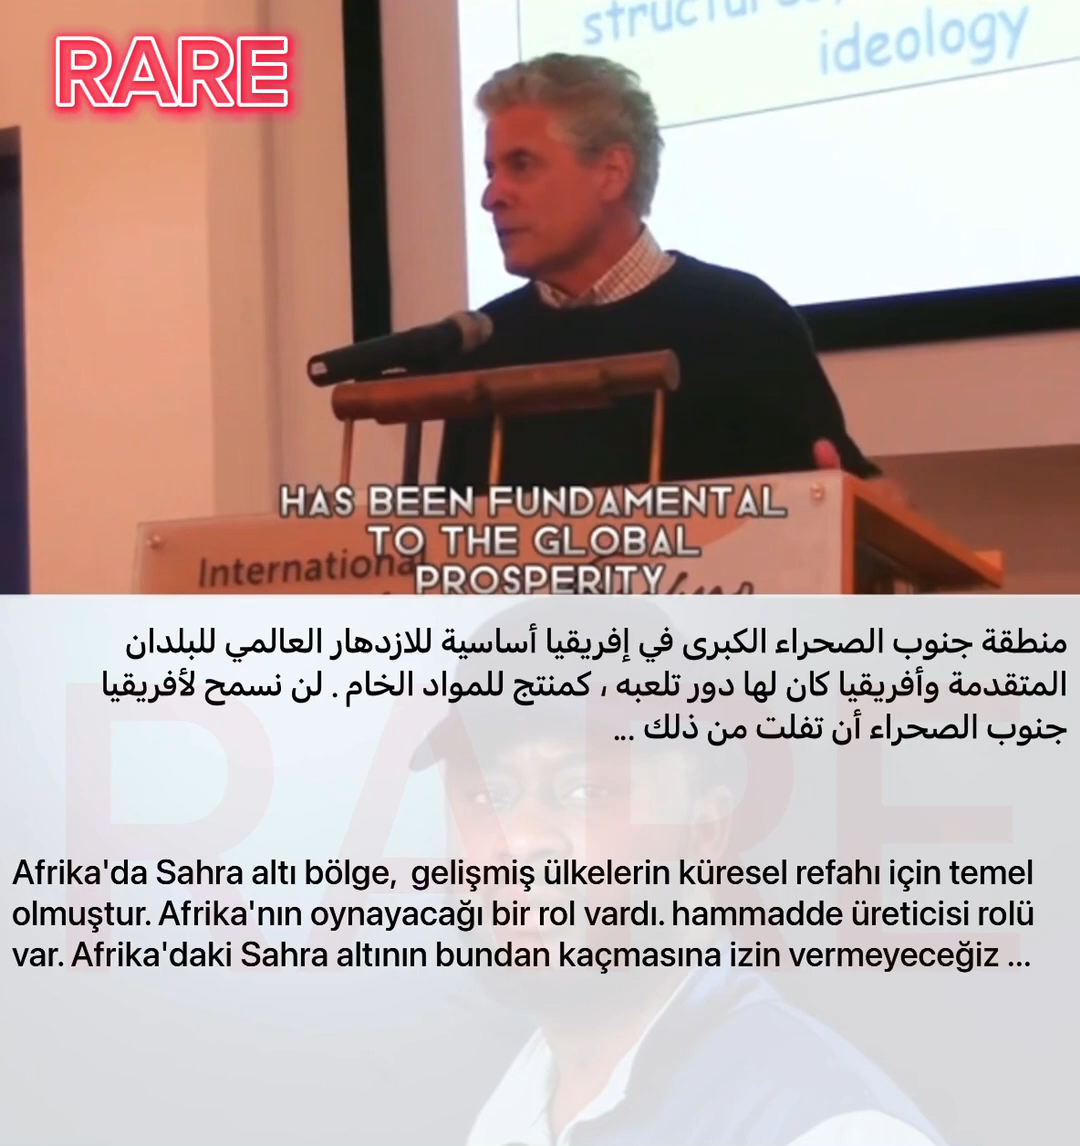 RARE
ideology
HAS BEEN FUNDAMENTAL
TO THE GLOBAL
PROSPERITY
International
منطقة جنوب الصحراء الكبرى في إفريقيا أساسية للازدهار العالمي للبلدان
المتقدمة وأفريقيا كان لها دور تلعبه ، كمنتج للمواد الخام . لن نسمح لأفريقيا
جنوب الصحراء أن تفلت من ذلك ...
RARE
Afrika'da Sahra altı bölge, gelişmiş ülkelerin küresel refahı için temel
olmuştur. Afrika'nın oynayacağı bir rol vardı. hammadde üreticisi rolü
var. Afrika'daki Sahra altının bundan kaçmasına izin vermeyeceğiz ...